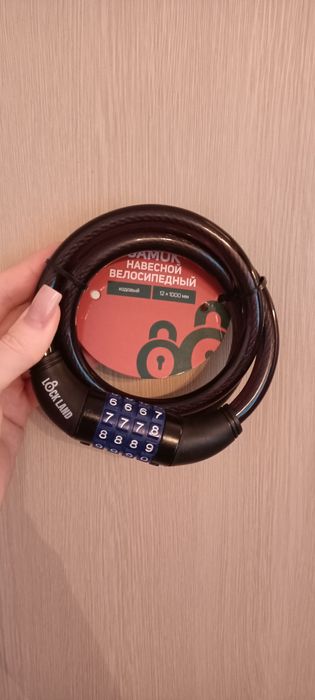 ЗАМОК
НАВЕСНОЙ
ВЕЛОСИПЕДНЫЙ
кодовый
12 × 1000 мм
LOCK LAND
6 6 6 7
7 7 7 8
8 8 8 9